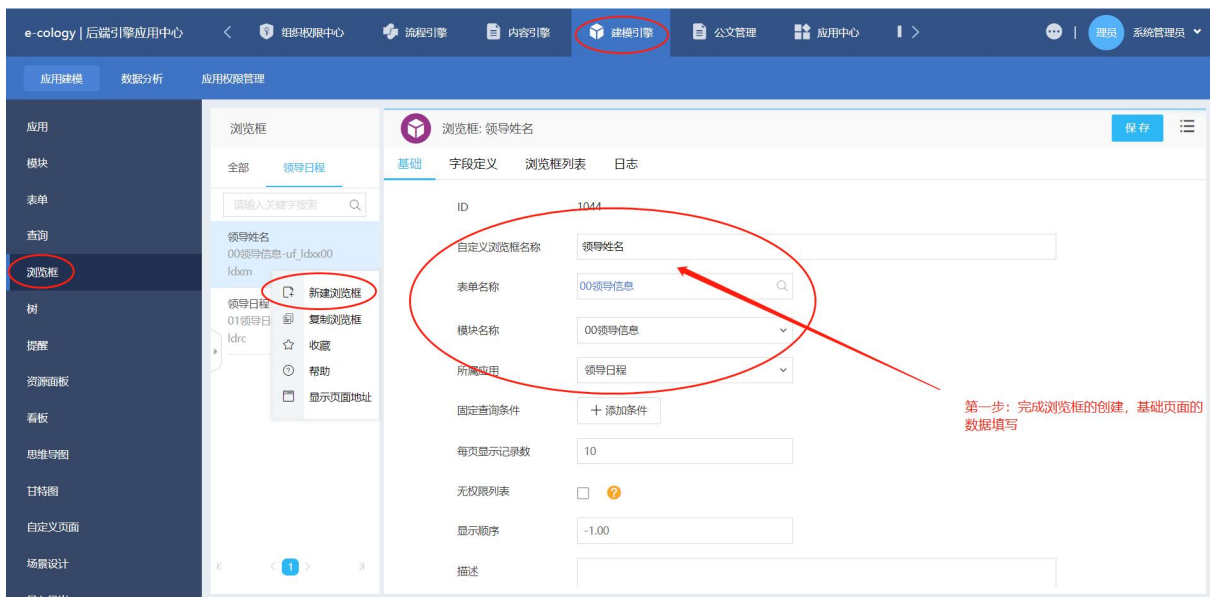 e-cology | 后端引擎应用中心
组织权限中心
流程引擎
内容引擎
建模引擎
公文管理
应用中心
理员
系统管理员
应用建模
数据分析
应用权限管理
应用
模块
表单
查询
浏览框
树
提醒
资源面板
看板
思维导图
甘特图
自定义页面
场景设计
浏览框
全部
领导日程
请输入关键字搜索
领导姓名
00领导信息-uf_ldxx00
ldxm
领导日程
01领导日
ldrc
新建浏览框
复制浏览框
收藏
帮助
显示页面地址
1
浏览框: 领导姓名
保存
基础
字段定义
浏览框列表
日志
ID
1044
自定义浏览框名称
领导姓名
表单名称
00领导信息
模块名称
00领导信息
所属应用
领导日程
固定查询条件
+ 添加条件
每页显示记录数
10
无权限列表
?
显示顺序
-1.00
描述
第一步：完成浏览框的创建，基础页面的
数据填写